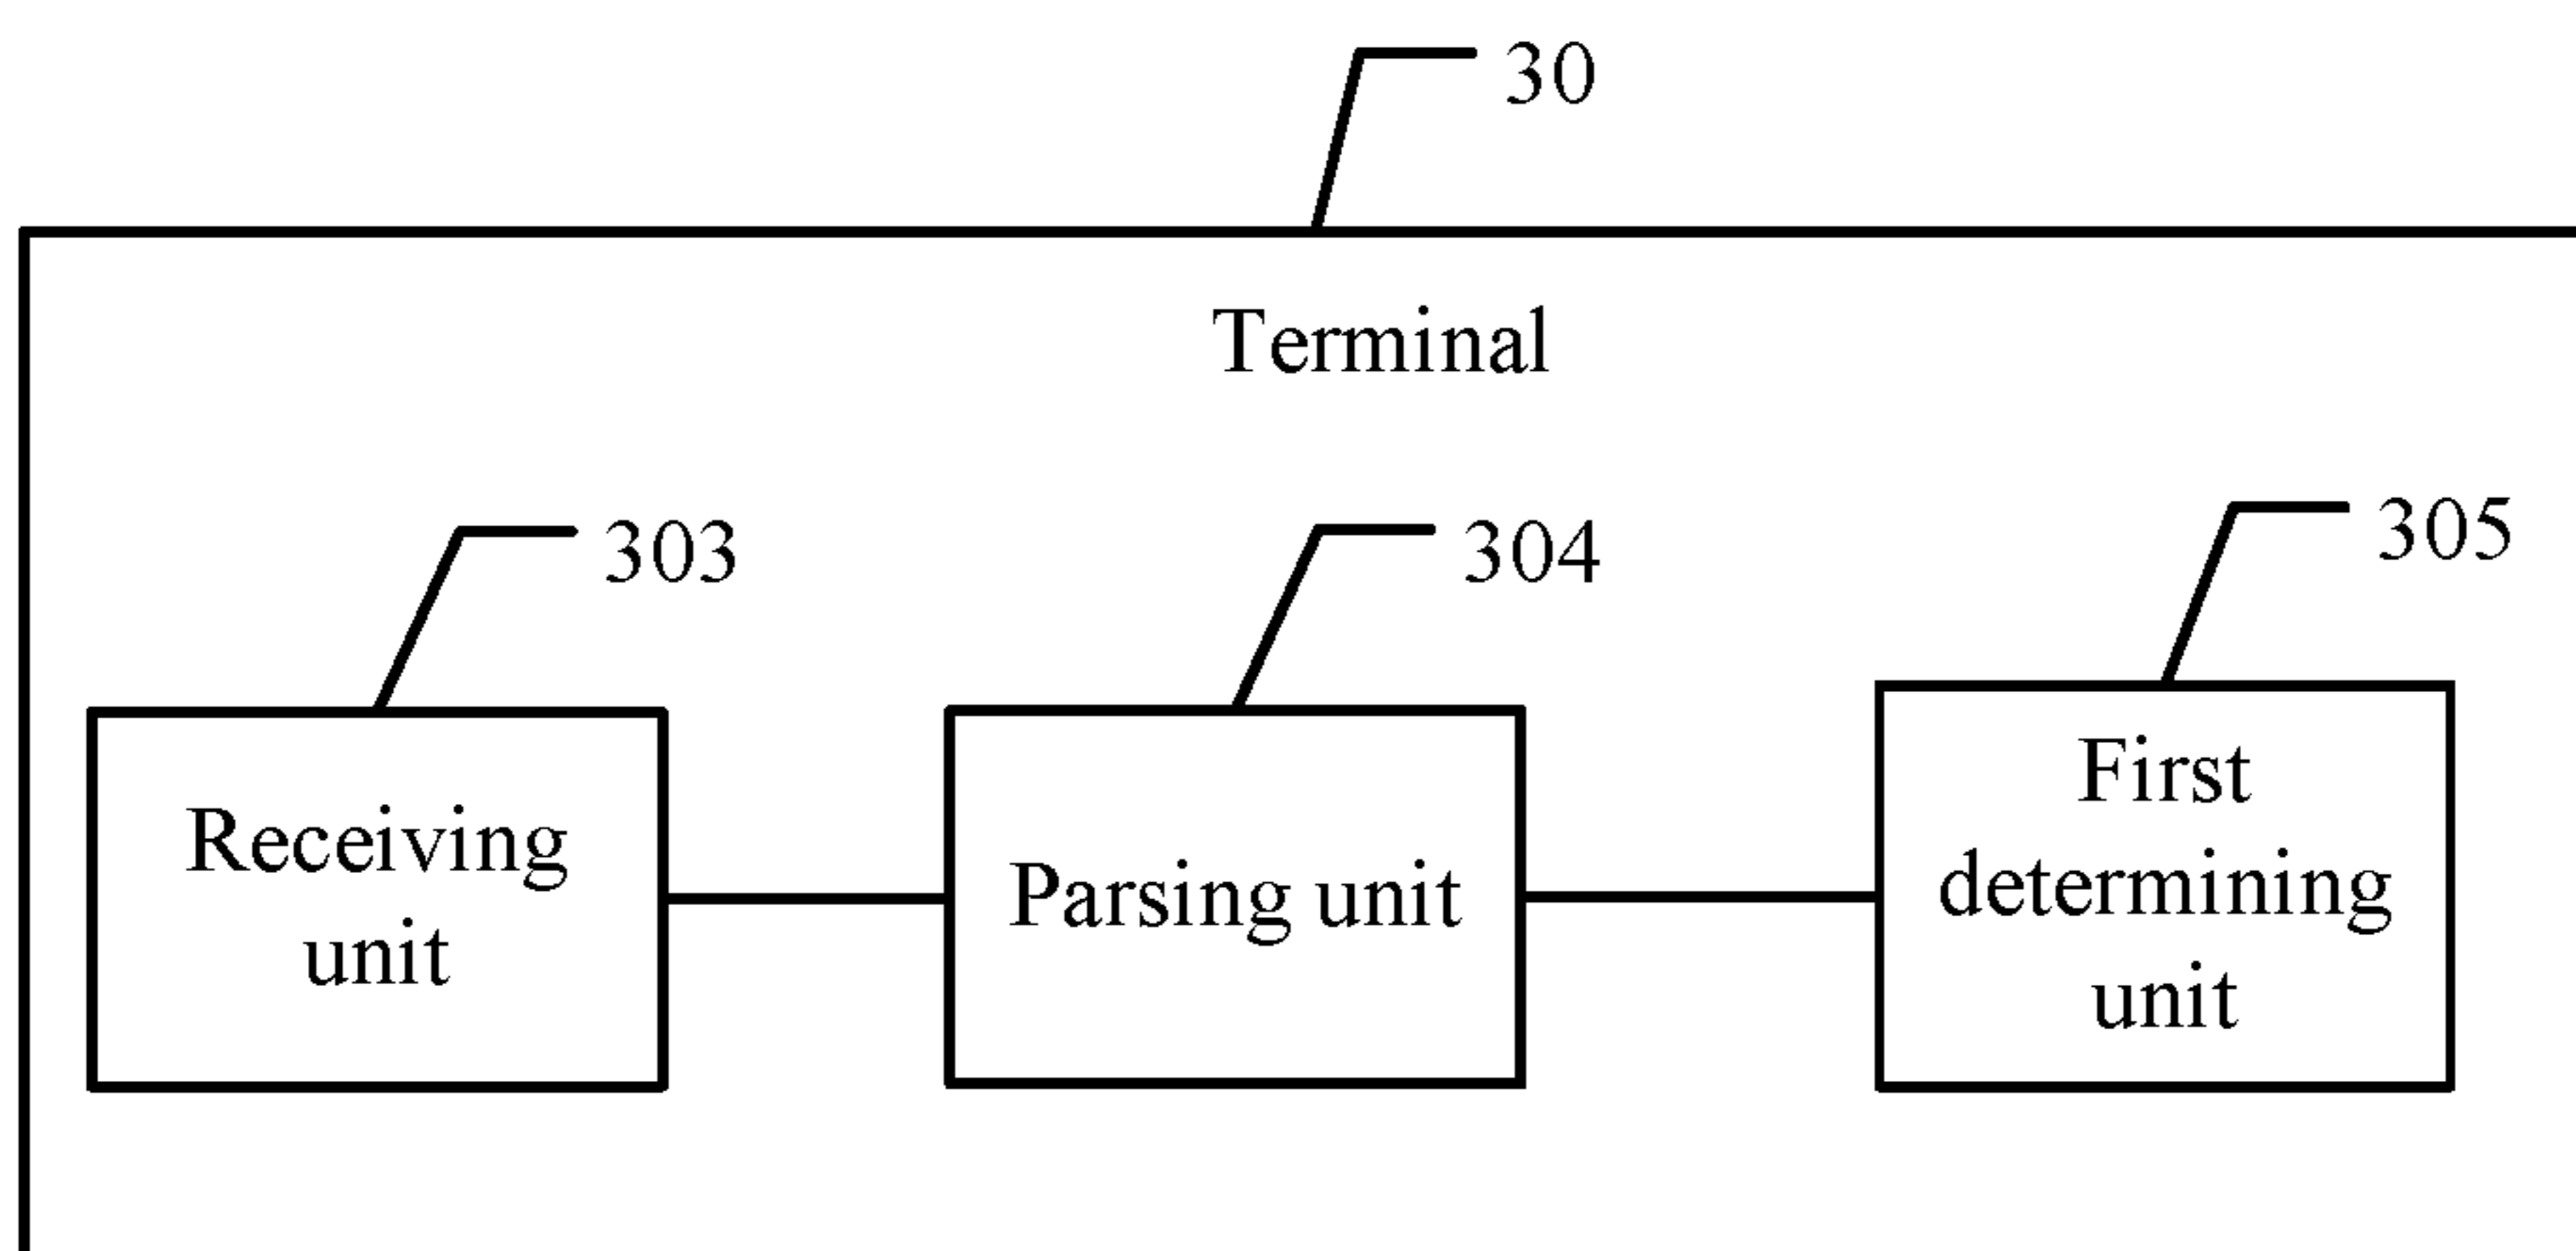 30
Terminal
303
304
305
Receiving
unit
Parsing unit
First
determining
unit